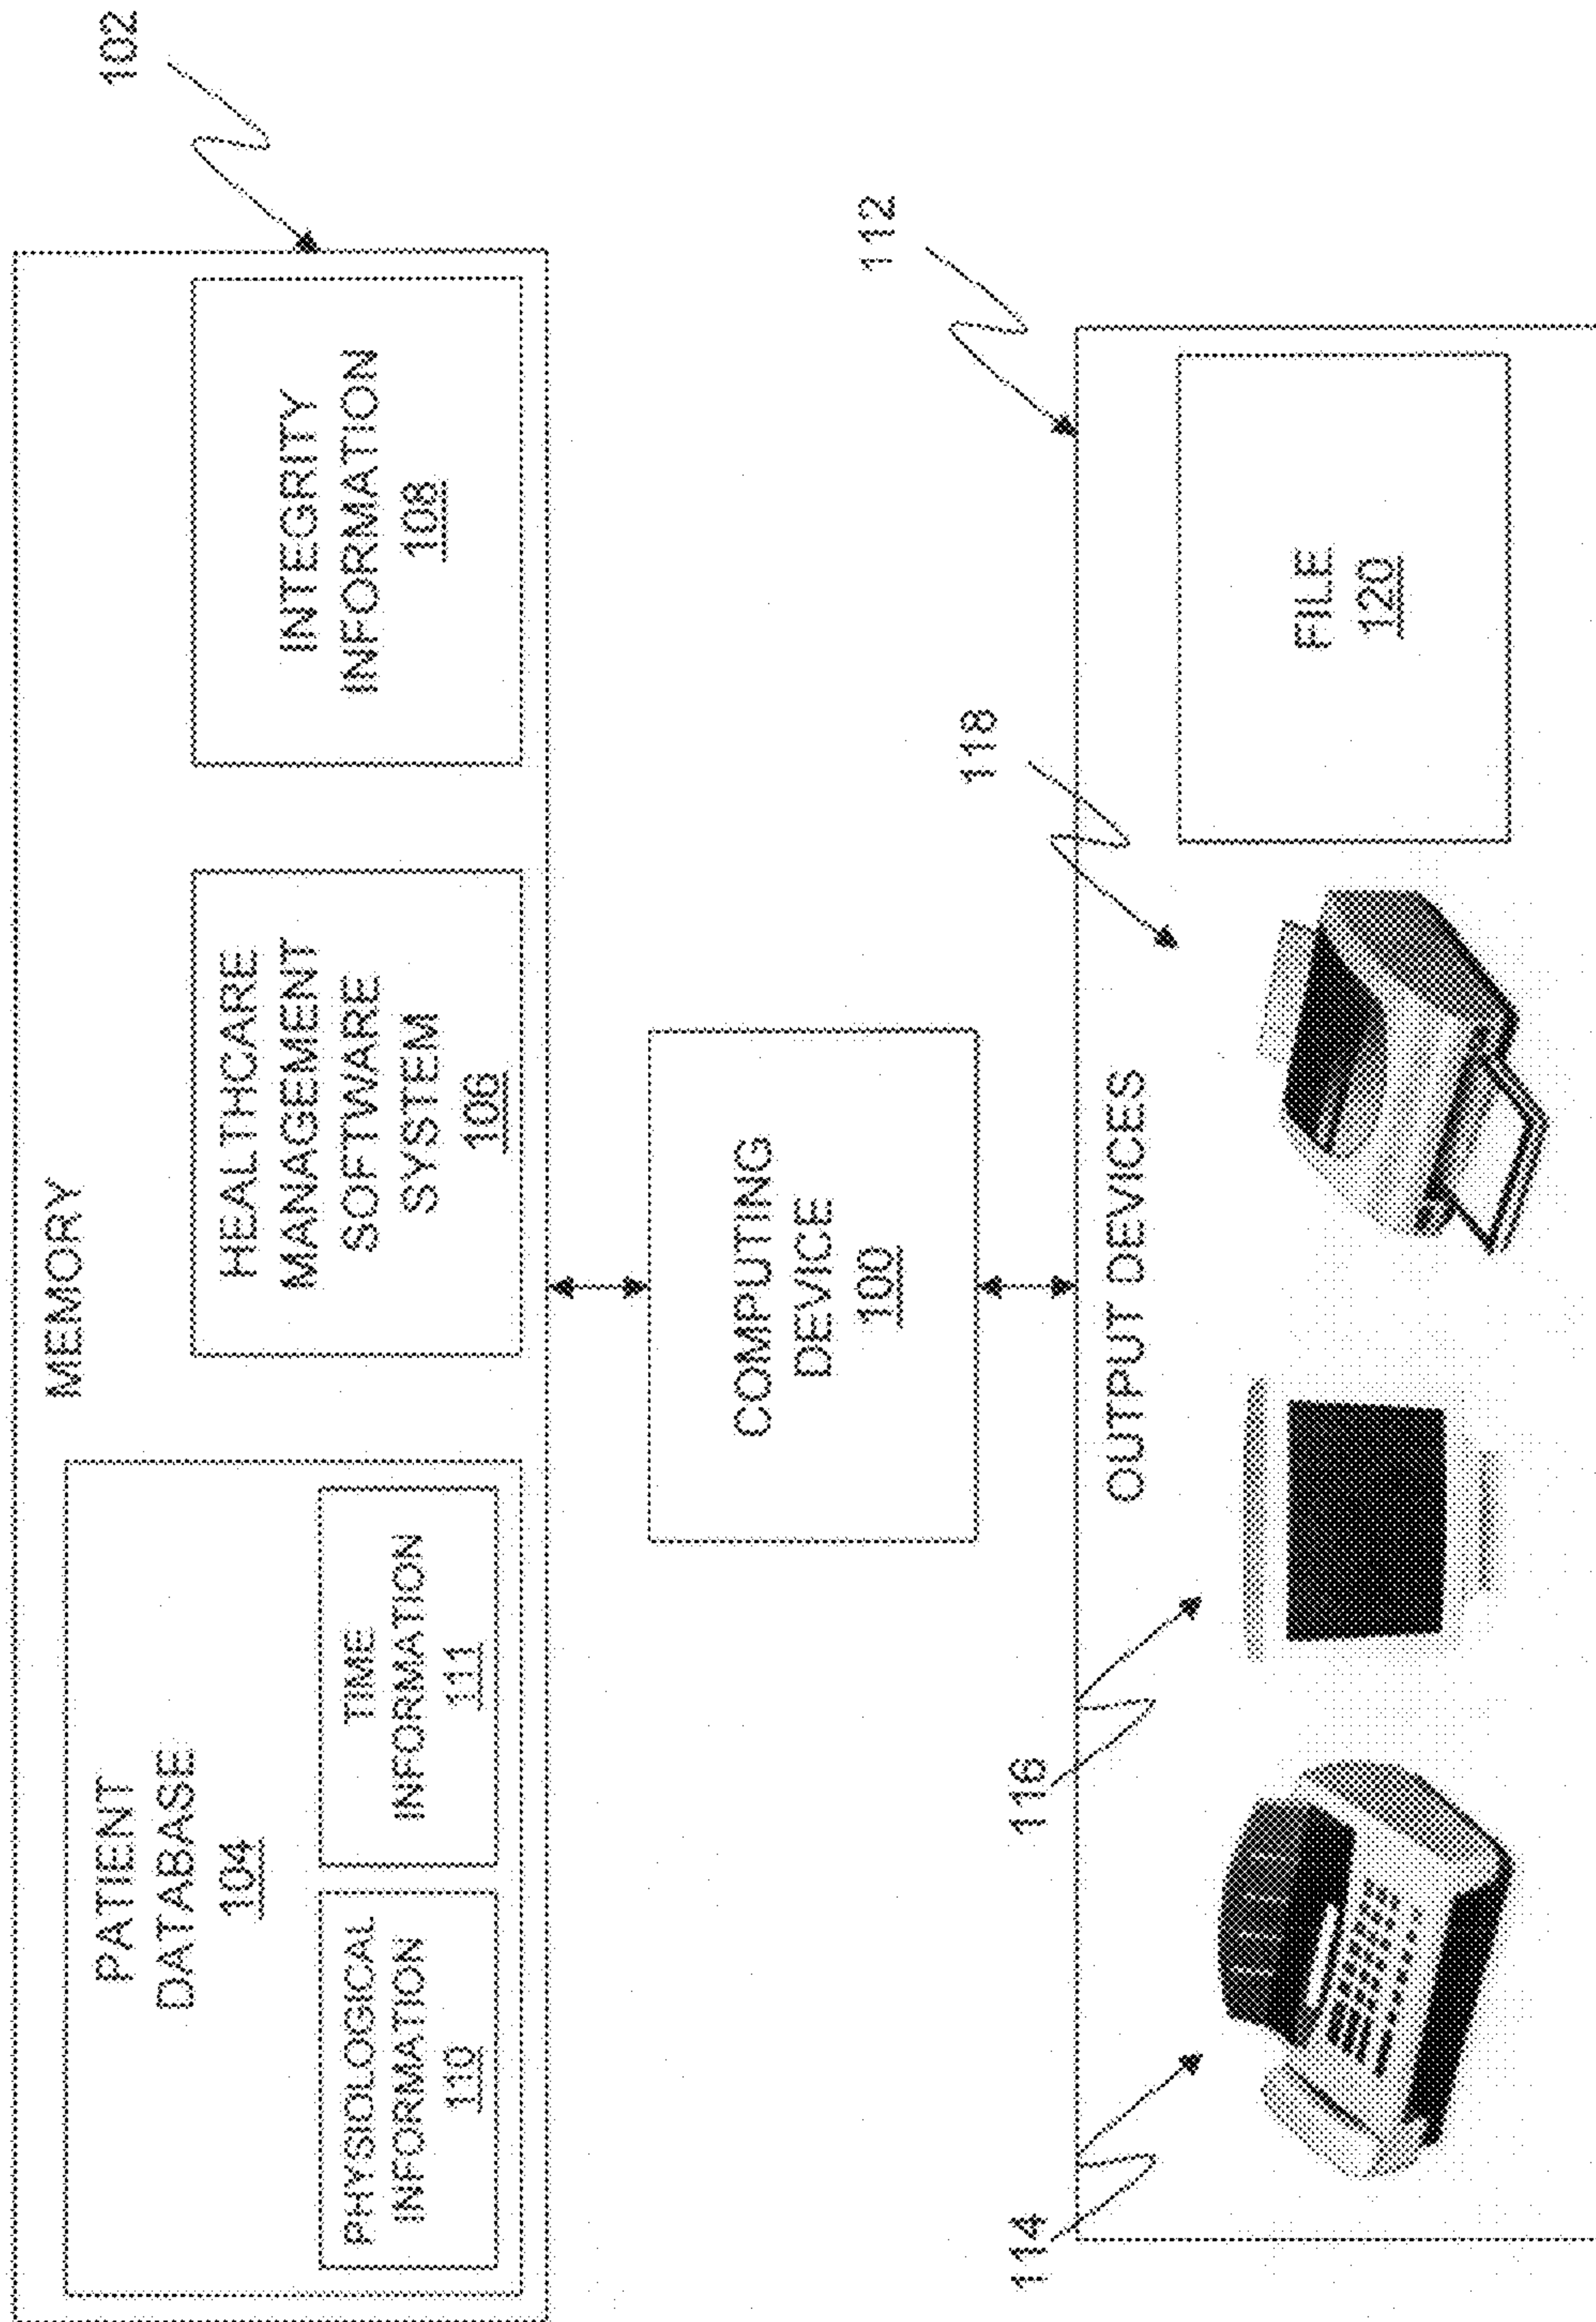 102
MEMORY
PATIENT
DATABASE
104
PHYSIOLOGICAL
INFORMATION
110
TIME
INFORMATION
111
HEALTHCARE
MANAGEMENT
SOFTWARE
SYSTEM
106
INTEGRITY
INFORMATION
108
COMPUTING
DEVICE
100
112
OUTPUT DEVICES
114
116
118
FILE
120